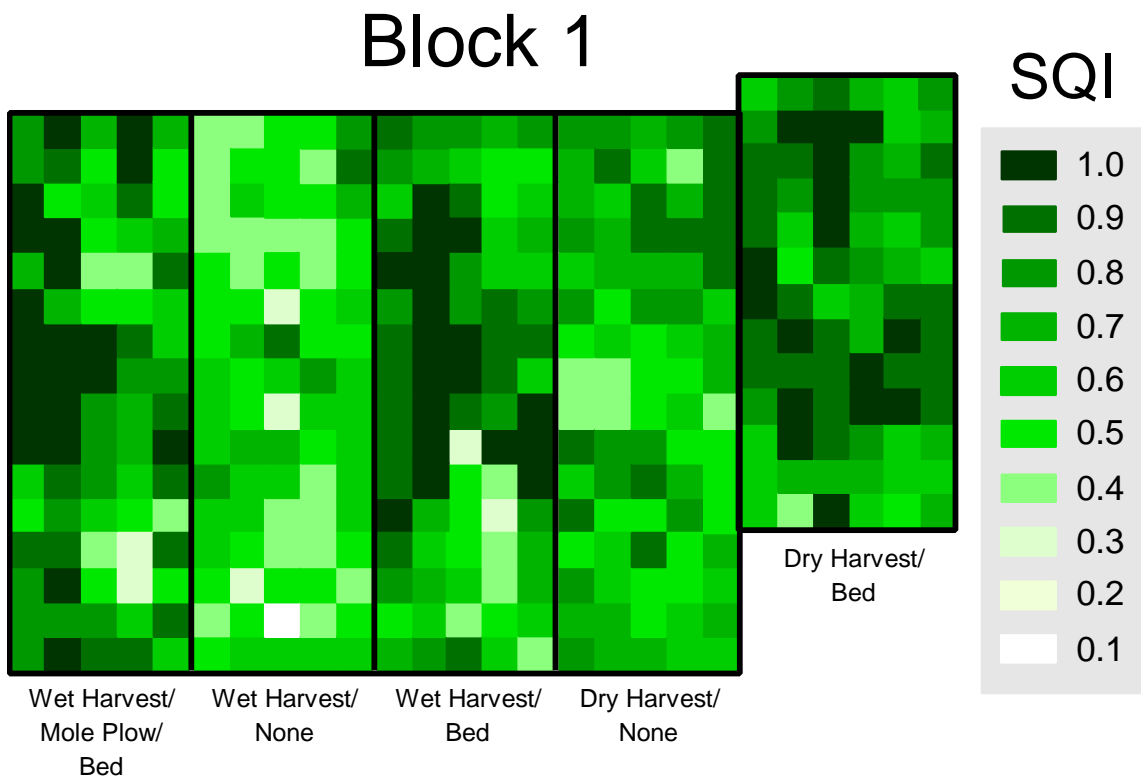 Block 1
SQI
1.0
0.9
0.8
0.7
0.6
0.5
0.4
0.3
0.2
0.1
Dry Harvest/
Bed
Wet Harvest/
Mole Plow/
Bed
Wet Harvest/
None
Wet Harvest/
Bed
Dry Harvest/
None